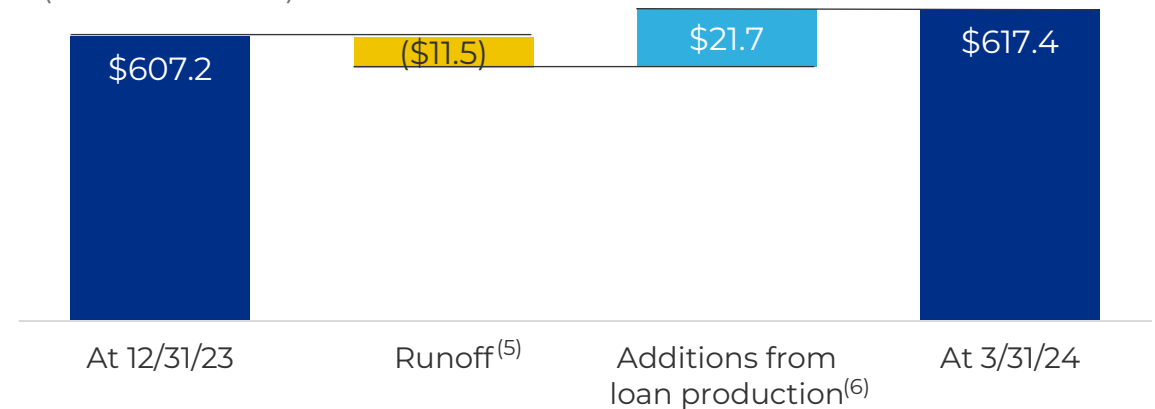 $607.2
($11.5)
$21.7
$617.4
At 12/31/23
Runoff(5)
Additions from
loan production(6)
At 3/31/24